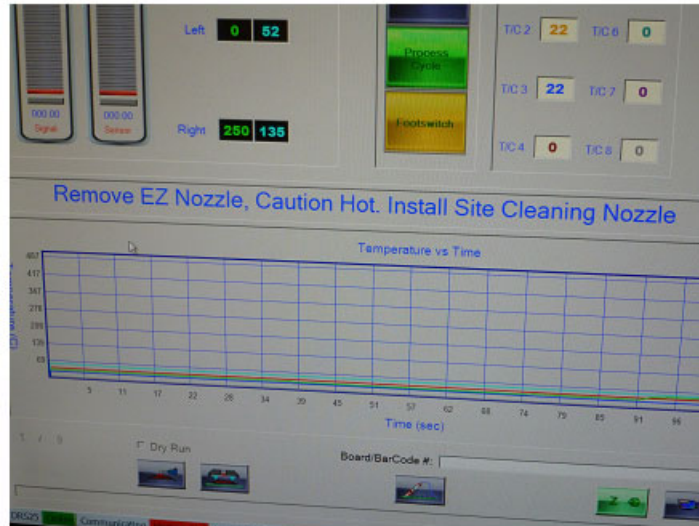 T/C 2 22 T/C 6 0
Left 0 52
Process
Cycle
T/C 3 22 T/C 7 0
000.00 000.00
Signal Sensor
Right 250 135
Footswitch
T/C 4 0 T/C 8 0
Remove EZ Nozzle, Caution Hot. Install Site Cleaning Nozzle
Temperature vs Time
417
347
278
69
11 17 22 28 34 39 45 51 57 62 68 74 79 85 91 96
Time (sec)
Dry Run
Board/BarCode #:
Communicating